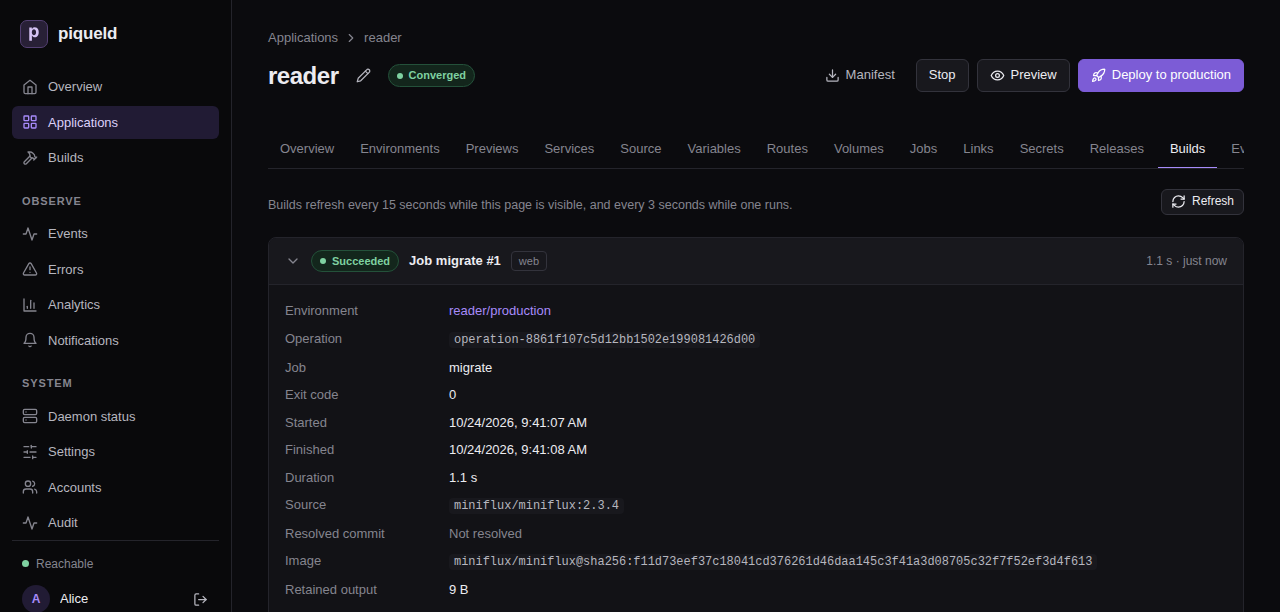 p piqueld
Overview
Applications
Builds
OBSERVE
Events
Errors
Analytics
Notifications
SYSTEM
Daemon status
Settings
Accounts
Audit
Reachable
A Alice
Applications > reader
reader Converged
Manifest Stop Preview Deploy to production
Overview Environments Previews Services Source Variables Routes Volumes Jobs Links Secrets Releases Builds Ev
Builds refresh every 15 seconds while this page is visible, and every 3 seconds while one runs.
Refresh
Succeeded Job migrate #1 web 1.1 s · just now
Environment reader/production
Operation operation-8861f107c5d12bb1502e199081426d00
Job migrate
Exit code 0
Started 10/24/2026, 9:41:07 AM
Finished 10/24/2026, 9:41:08 AM
Duration 1.1 s
Source miniflux/miniflux:2.3.4
Resolved commit Not resolved
Image miniflux/miniflux@sha256:f11d73eef37c18041cd376261d46daa145c3f41a3d08705c32f7f52ef3d4f613
Retained output 9 B